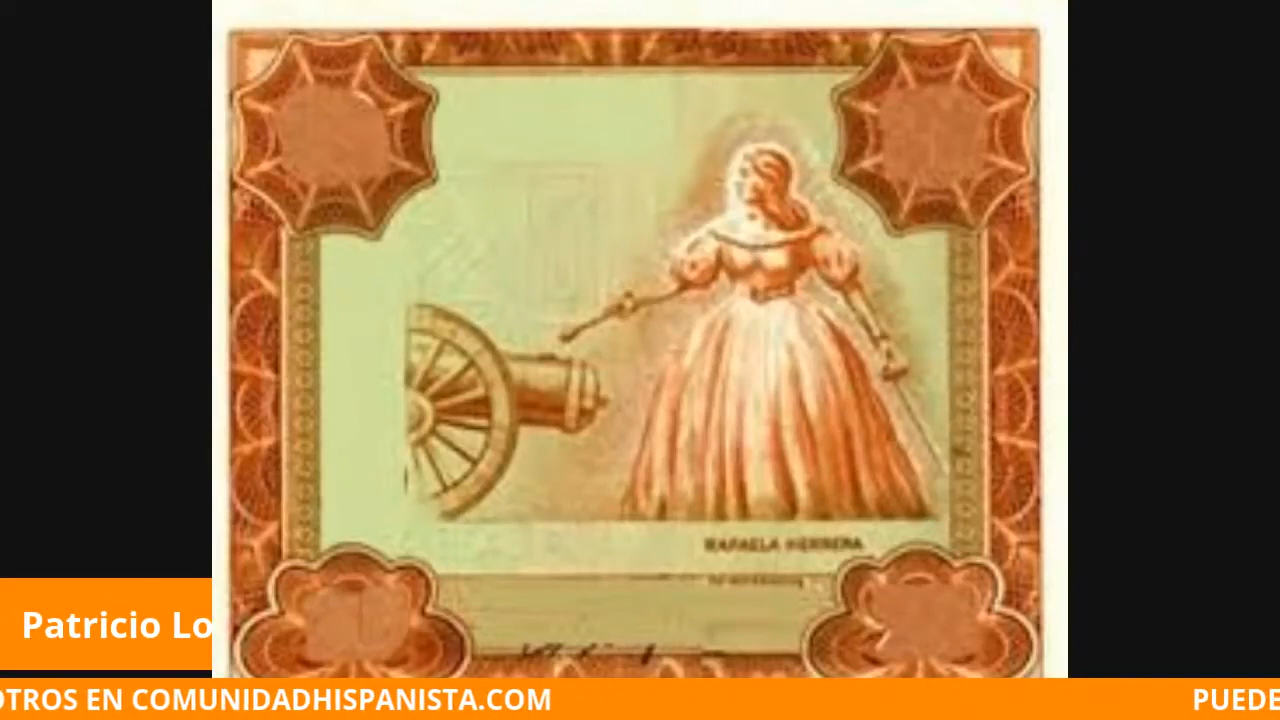 RAFAELA HERRERA
Patricio Lo
OTROS EN COMUNIDADHISPANISTA.COM PUEDE